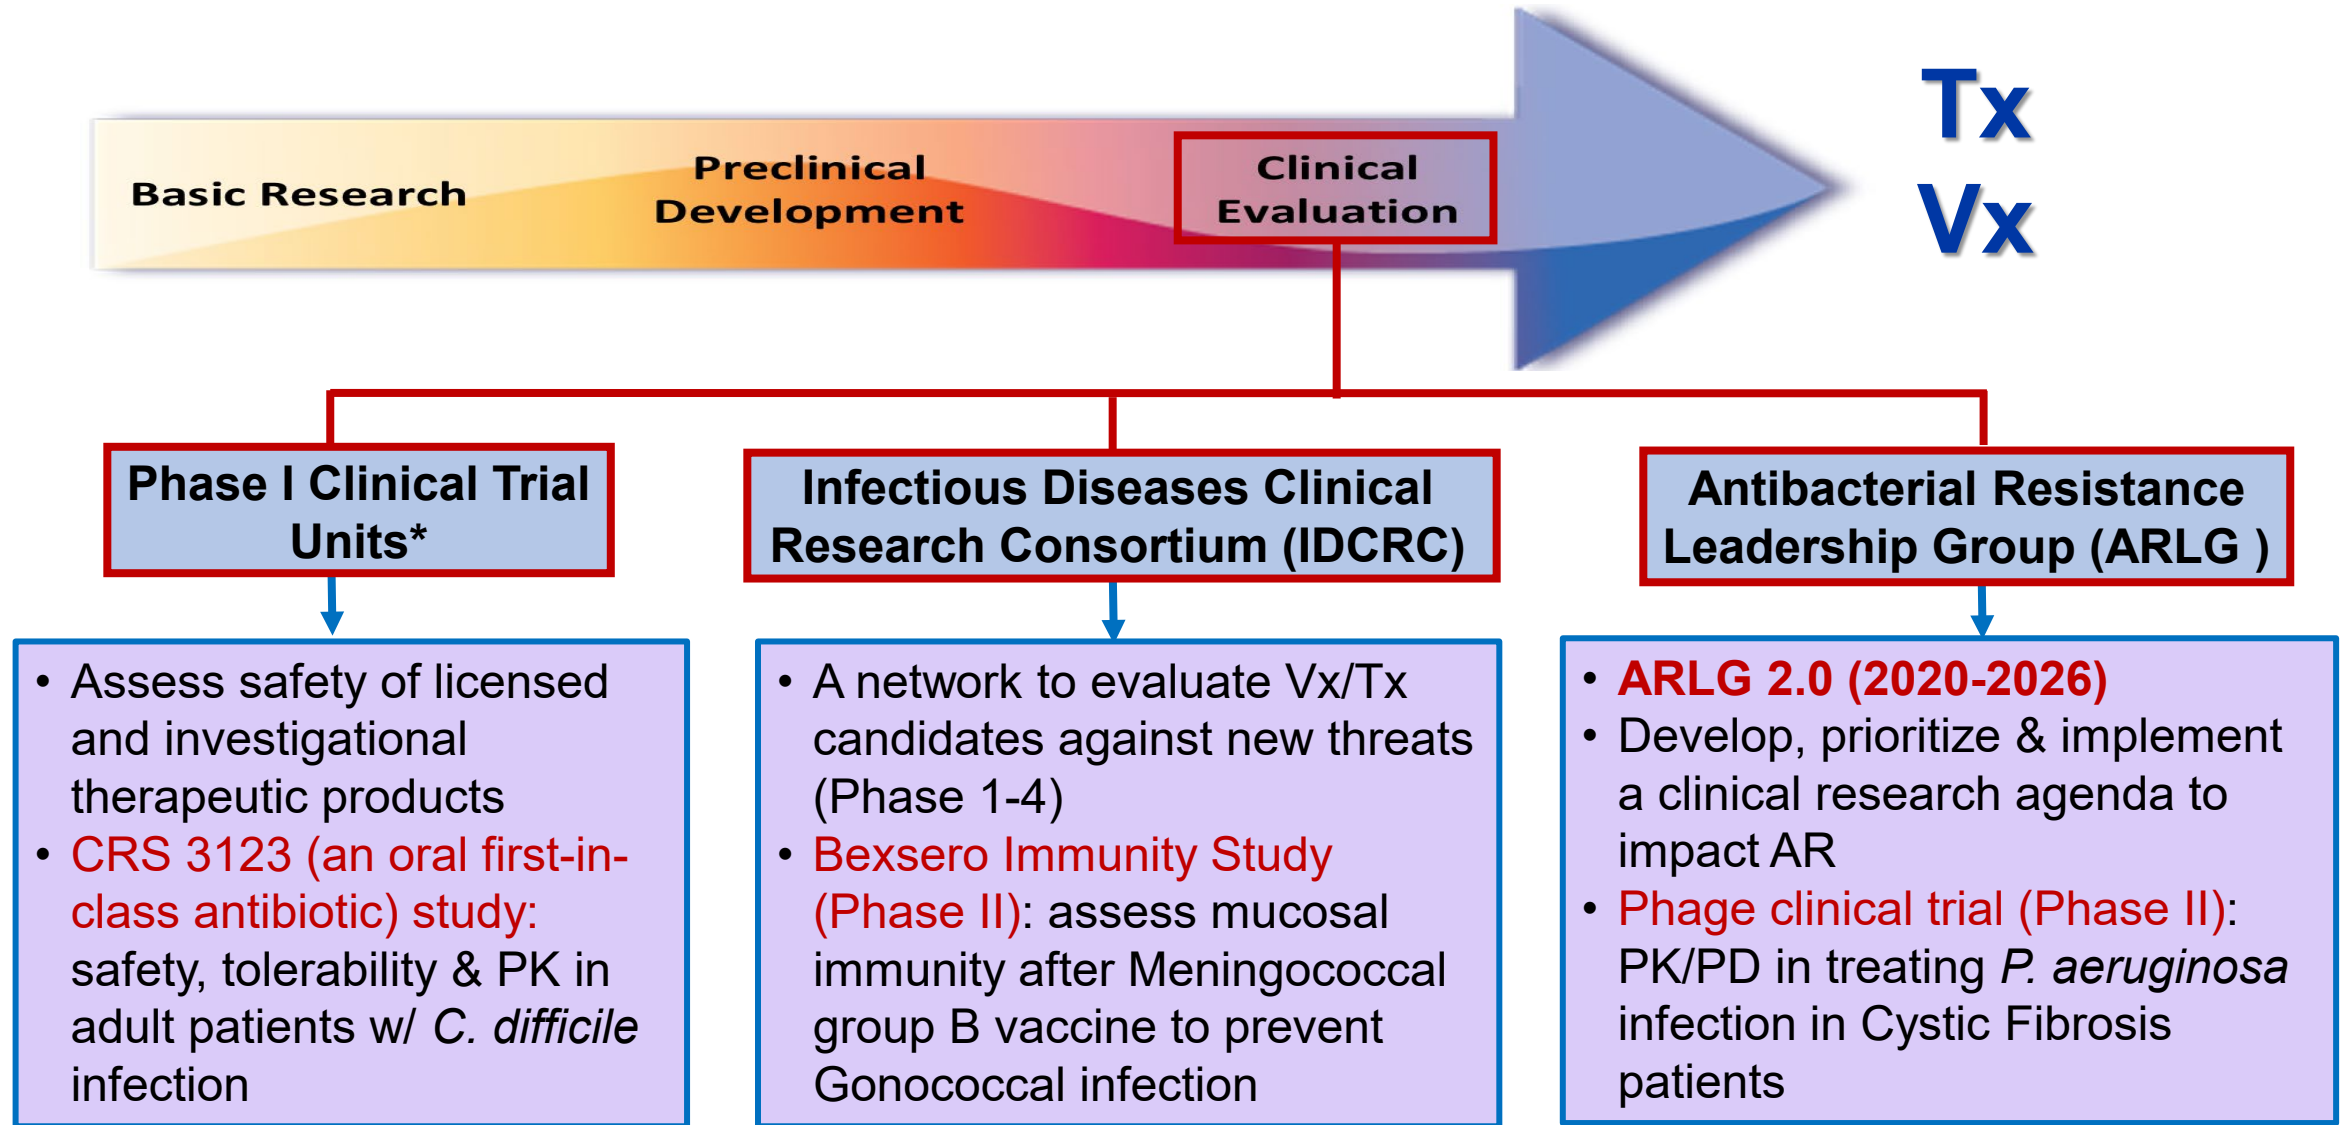 Basic Research
Preclinical
Development
Clinical
Evaluation
Tx
Vx
Phase I Clinical Trial
Units*
• Assess safety of licensed
and investigational
therapeutic products
• CRS 3123 (an oral first-in-
class antibiotic) study:
safety, tolerability & PK in
adult patients w/ C. difficile
infection
Infectious Diseases Clinical
Research Consortium (IDCRC)
• A network to evaluate Vx/Tx
candidates against new threats
(Phase 1-4)
• Bexsero Immunity Study
(Phase II): assess mucosal
immunity after Meningococcal
group B vaccine to prevent
Gonococcal infection
Antibacterial Resistance
Leadership Group (ARLG )
• ARLG 2.0 (2020-2026)
• Develop, prioritize & implement
a clinical research agenda to
impact AR
• Phage clinical trial (Phase II):
PK/PD in treating P. aeruginosa
infection in Cystic Fibrosis
patients